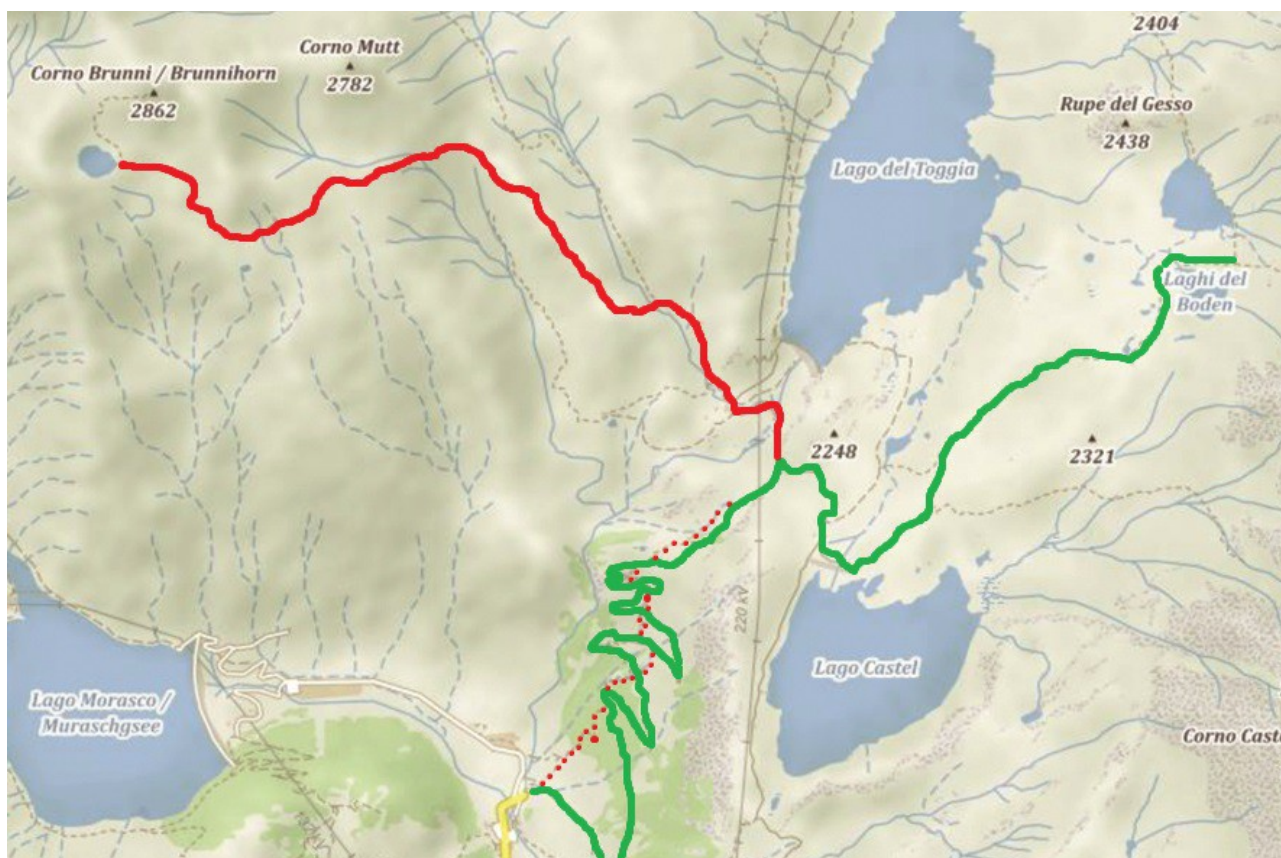 2404
Corno Mutt
2782
Corno Brunni / Brunnihorn
2862
Rupe del Gesso
2438
Lago del Toggia
Laghi del
Boden
2248
2321
220 kV
Lago Castel
Lago Morasco /
Muraschgsee
Corno Caste